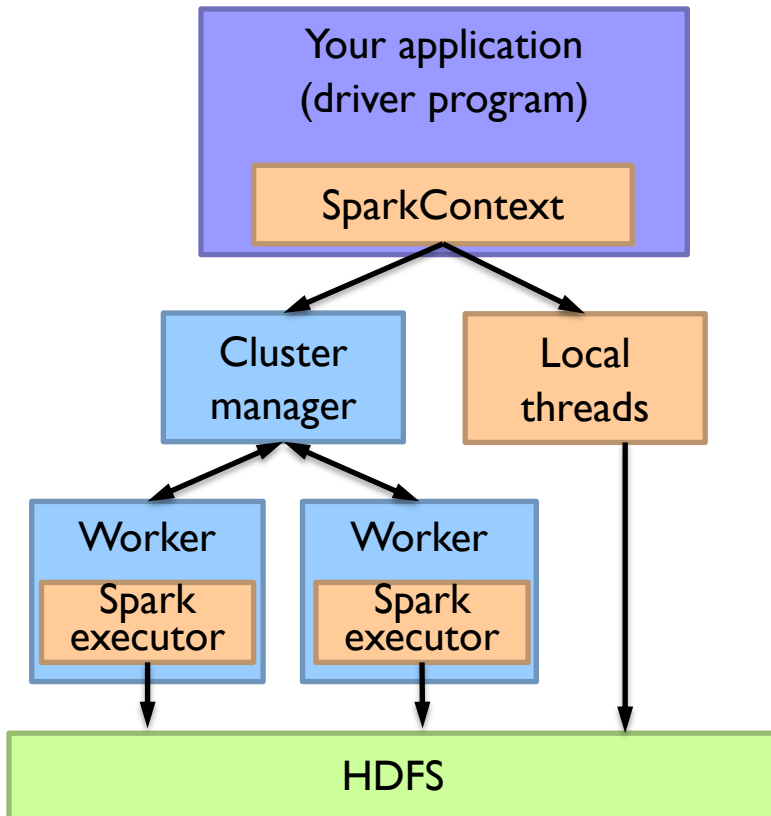 Your application
(driver program)
SparkContext
Cluster
manager
Local
threads
Worker
Spark
executor
Worker
Spark
executor
HDFS